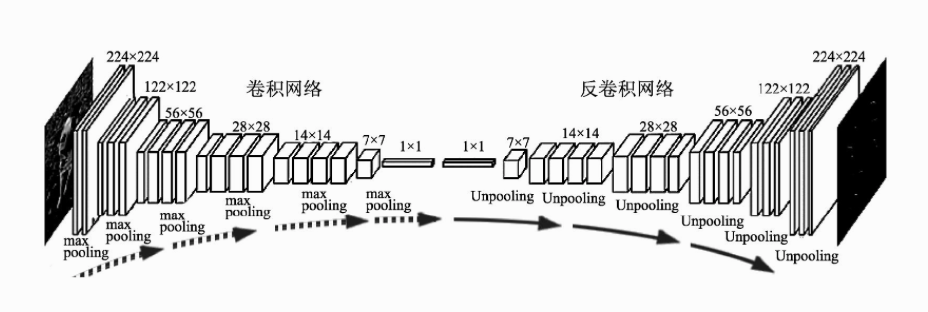 224×224
122×122
56×56
卷积网络
28×28
14×14
7×7
1×1
1×1
7×7
14×14
28×28
反卷积网络
56×56
122×122
224×224
max
pooling
max
pooling
max
pooling
max
pooling
max
pooling
max
pooling
Unpooling
Unpooling
Unpooling
Unpooling
Unpooling
Unpooling